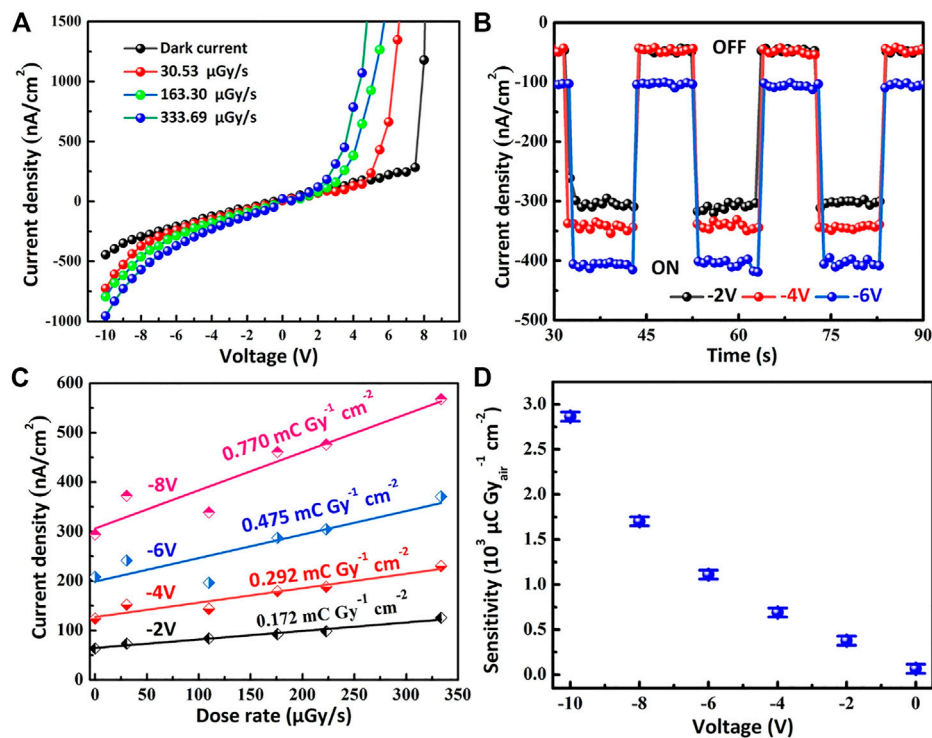 A
Current density (nA/cm²)
1500
1000
500
0
-500
-1000
Dark current
30.53 μGy/s
163.30 μGy/s
333.69 μGy/s
-10 -8 -6 -4 -2 0 2 4 6 8 10
Voltage (V)
B
Current density (nA/cm²)
0
-100
-200
-300
-400
-500
OFF
ON
-2V -4V -6V
30 45 60 75 90
Time (s)
C
Current density (nA/cm²)
600
500
400
300
200
100
0
-8V
0.770 mC Gy⁻¹ cm⁻²
-6V
0.475 mC Gy⁻¹ cm⁻²
-4V
0.292 mC Gy⁻¹ cm⁻²
-2V
0.172 mC Gy⁻¹ cm⁻²
0 50 100 150 200 250 300 350
Dose rate (μGy/s)
D
Sensitivity (10³ μC Gyair⁻¹ cm⁻²)
3.0
2.5
2.0
1.5
1.0
0.5
0.0
-10 -8 -6 -4 -2 0
Voltage (V)